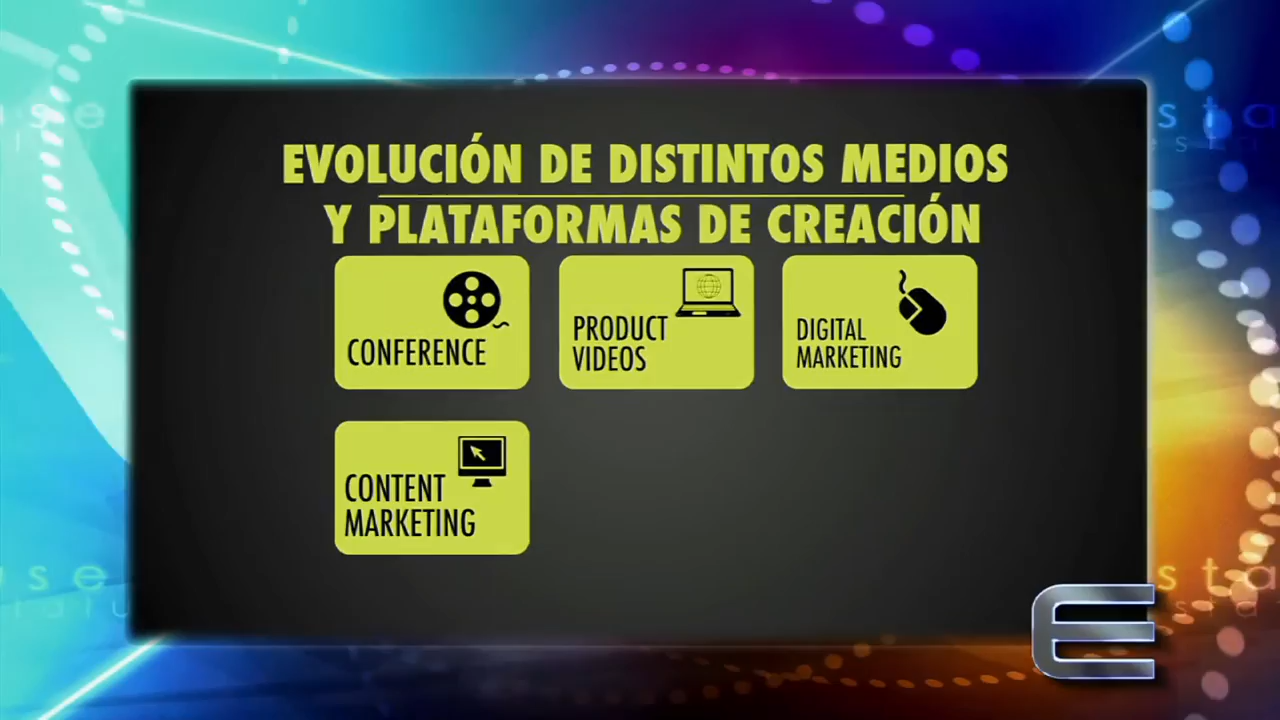 EVOLUCIÓN DE DISTINTOS MEDIOS
Y PLATAFORMAS DE CREACIÓN
CONFERENCE
PRODUCT
VIDEOS
DIGITAL
MARKETING
CONTENT
MARKETING
E